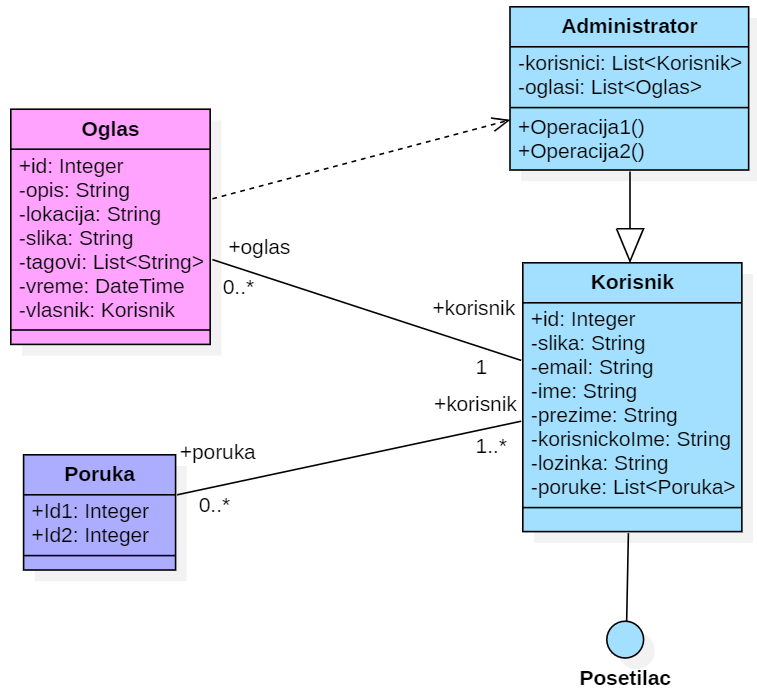 Administrator
-korisnici: List<Korisnik>
-oglasi: List<Oglas>
+Operacija1()
+Operacija2()
Oglas
+id: Integer
-opis: String
-lokacija: String
-slika: String
-tagovi: List<String>
-vreme: DateTime
-vlasnik: Korisnik
+oglas
0..*
+korisnik
1
Korisnik
+id: Integer
-slika: String
-email: String
-ime: String
-prezime: String
-korisnickoIme: String
-lozinka: String
-poruke: List<Poruka>
+korisnik
1..*
+poruka
0..*
Poruka
+Id1: Integer
+Id2: Integer
Posetilac